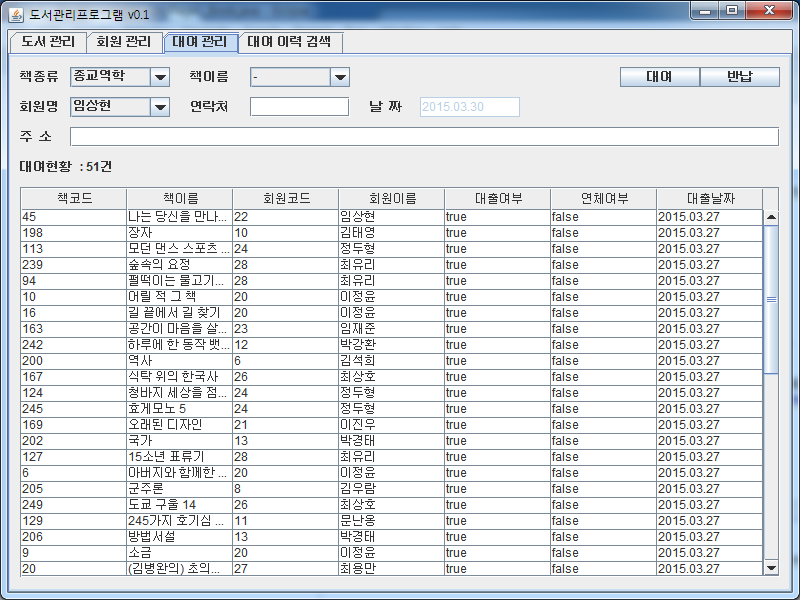 도서관리프로그램 v0.1
도서 관리 회원 관리 대여 관리 대여 이력 검색
책종류 종교역학 책이름 - 대여 반납
회원명 임상현 연락처 날 짜 2015.03.30
주 소
대여현황 : 51건
책코드 책이름 회원코드 회원이름 대출여부 연체여부 대출날짜
45 나는 당신을 만나... 22 임상현 true false 2015.03.27
198 장자 10 김태영 true false 2015.03.27
113 모던 댄스 스포츠 ... 24 정두형 true false 2015.03.27
239 숲속의 요정 28 최유리 true false 2015.03.27
94 펄떡이는 물고기... 28 최유리 true false 2015.03.27
10 어릴 적 그 책 20 이정윤 true false 2015.03.27
16 길 끝에서 길 찾기 20 이정윤 true false 2015.03.27
163 공간이 마음을 살... 23 임재준 true false 2015.03.27
242 하루에 한 동작 뱃... 12 박강환 true false 2015.03.27
200 역사 6 김석희 true false 2015.03.27
167 식탁 위의 한국사 26 최상호 true false 2015.03.27
124 청바지 세상을 점... 24 정두형 true false 2015.03.27
245 효게모노 5 24 정두형 true false 2015.03.27
169 오래된 디자인 21 이진우 true false 2015.03.27
202 국가 13 박경태 true false 2015.03.27
127 15소년 표류기 28 최유리 true false 2015.03.27
6 아버지와 함께한 ... 20 이정윤 true false 2015.03.27
205 군주론 8 김우람 true false 2015.03.27
249 도쿄 구울 14 26 최상호 true false 2015.03.27
129 245가지 호기심 ... 11 문난옹 true false 2015.03.27
206 방법서설 13 박경태 true false 2015.03.27
9 소금 20 이정윤 true false 2015.03.27
20 (김병완의) 초의... 27 최용만 true false 2015.03.27